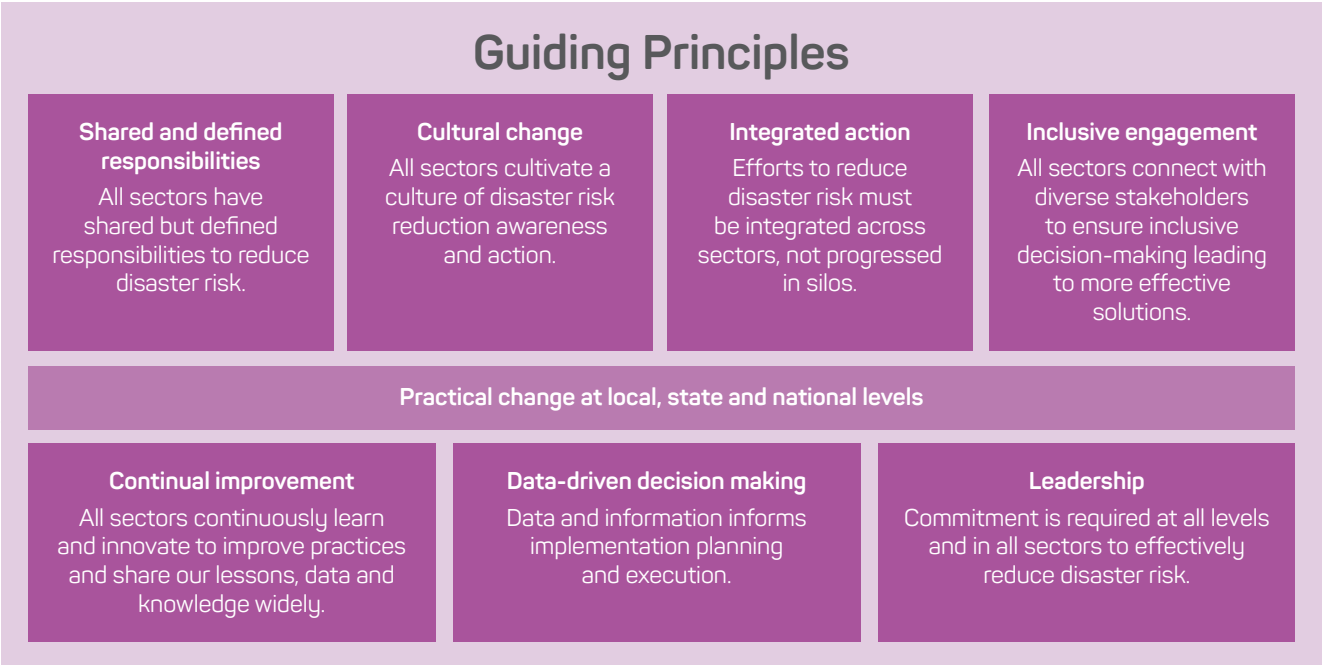 Guiding Principles
Shared and defined
responsibilities
All sectors have
shared but defined
responsibilities to reduce
disaster risk.
Cultural change
All sectors cultivate a
culture of disaster risk
reduction awareness
and action.
Integrated action
Efforts to reduce
disaster risk must
be integrated across
sectors, not progressed
in silos.
Inclusive engagement
All sectors connect with
diverse stakeholders
to ensure inclusive
decision-making leading
to more effective
solutions.
Practical change at local, state and national levels
Continual improvement
All sectors continuously learn
and innovate to improve practices
and share our lessons, data and
knowledge widely.
Data-driven decision making
Data and information informs
implementation planning
and execution.
Leadership
Commitment is required at all levels
and in all sectors to effectively
reduce disaster risk.